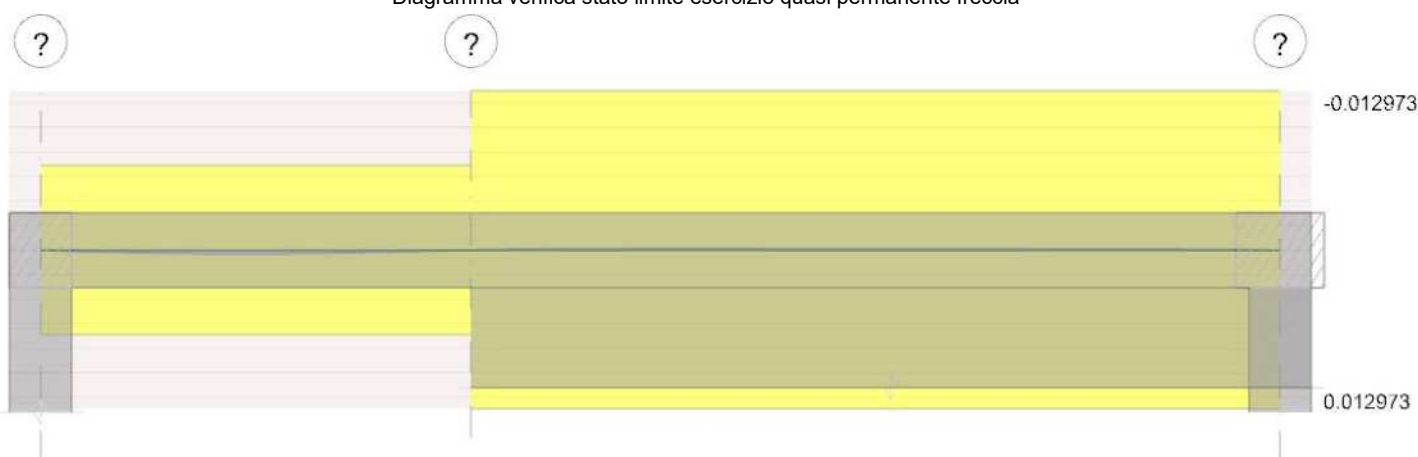 Diagramma verifica stato limite esercizio quasi permanente freccia
? ? ?
-0.012973
0.012973